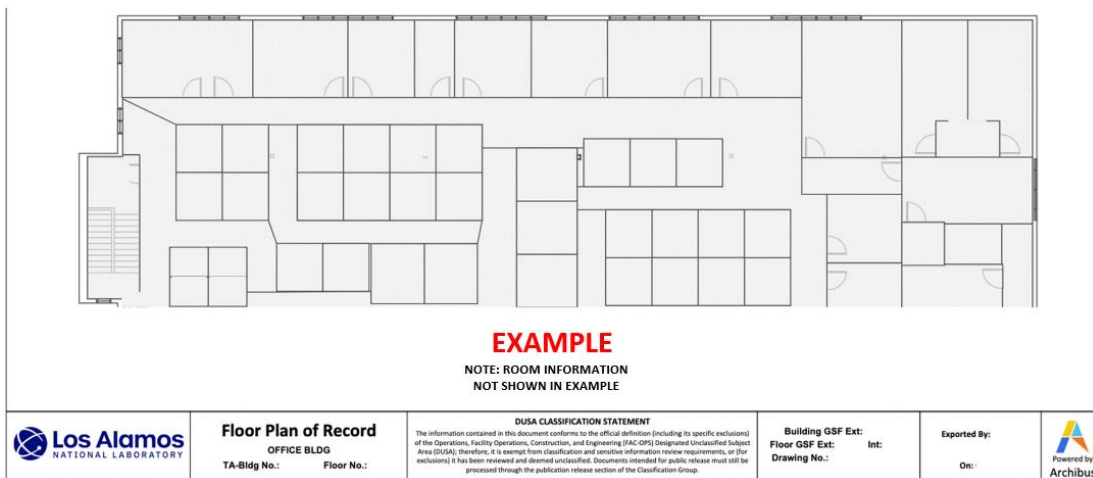 EXAMPLE
NOTE: ROOM INFORMATION
NOT SHOWN IN EXAMPLE
Los Alamos
NATIONAL LABORATORY
Floor Plan of Record
OFFICE BLDG
TA-Bldg No.: Floor No.:
DUSA CLASSIFICATION STATEMENT
The information contained in this document conforms to the official definition (including its specific exclusions)
of the Operations, Facility Operations, Construction, and Engineering (FAC-OPS) Designated Unclassified Subject
Area (DUSA); therefore, it is exempt from classification and sensitive information review requirements, or (for
exclusions) it has been reviewed and deemed unclassified. Documents intended for public release must still be
processed through the publication release section of the Classification Group.
Building GSF Ext:
Floor GSF Ext: Int:
Drawing No.:
Exported By:
On:
Powered by
Archibus